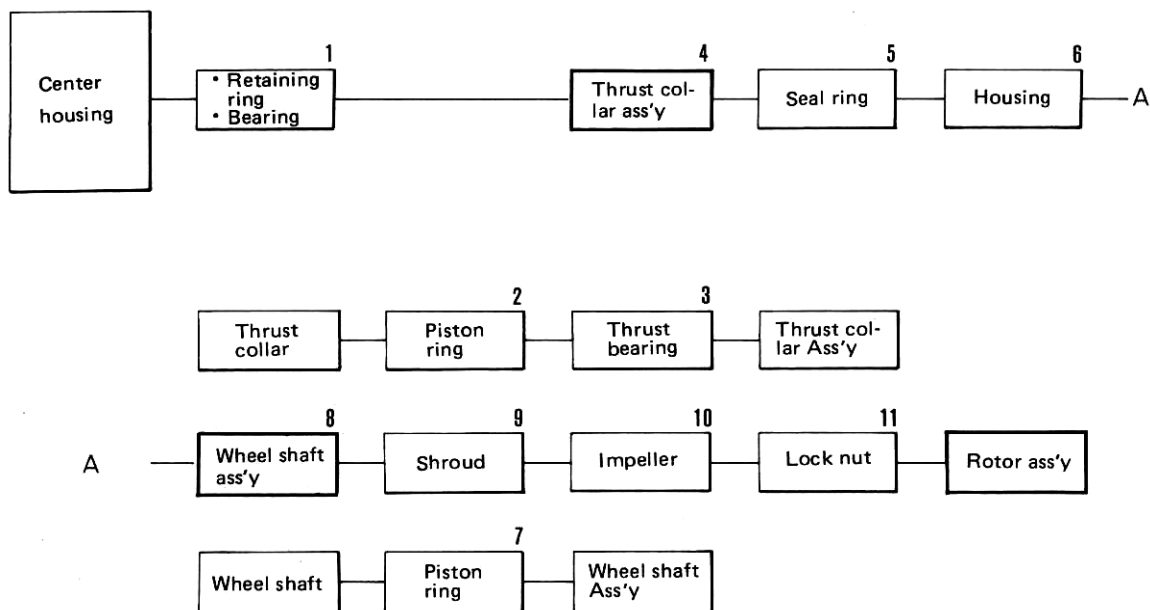 1
4
5
6
Center
housing
• Retaining
ring
• Bearing
Thrust col-
lar ass'y
Seal ring
Housing
A
2
3
Thrust
collar
Piston
ring
Thrust
bearing
Thrust col-
lar Ass'y
8
9
10
11
A
Wheel shaft
ass'y
Shroud
Impeller
Lock nut
Rotor ass'y
7
Wheel shaft
Piston
ring
Wheel shaft
Ass'y